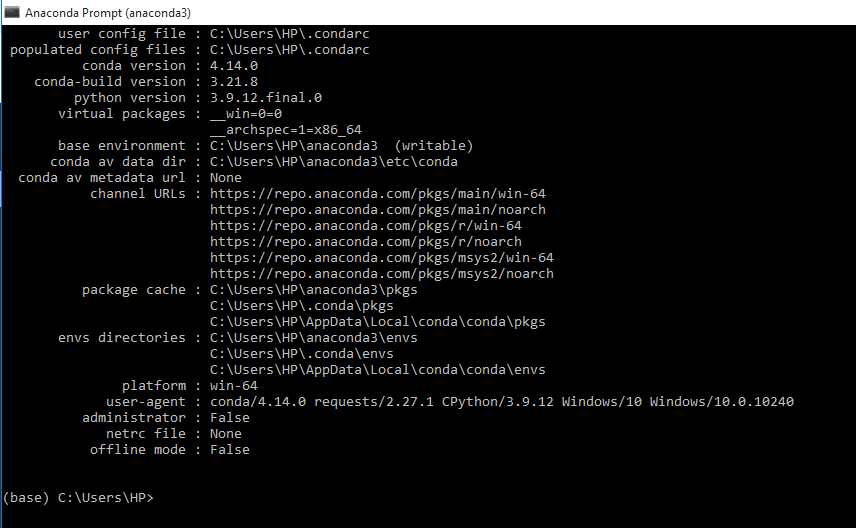 Anaconda Prompt (anaconda3)
user config file : C:\Users\HP\.condarc
populated config files : C:\Users\HP\.condarc
conda version : 4.14.0
conda-build version : 3.21.8
python version : 3.9.12.final.0
virtual packages : __win=0=0
__archspec=1=x86_64
base environment : C:\Users\HP\anaconda3  (writable)
conda av data dir : C:\Users\HP\anaconda3\etc\conda
conda av metadata url : None
channel URLs : https://repo.anaconda.com/pkgs/main/win-64
https://repo.anaconda.com/pkgs/main/noarch
https://repo.anaconda.com/pkgs/r/win-64
https://repo.anaconda.com/pkgs/r/noarch
https://repo.anaconda.com/pkgs/msys2/win-64
https://repo.anaconda.com/pkgs/msys2/noarch
package cache : C:\Users\HP\anaconda3\pkgs
C:\Users\HP\.conda\pkgs
C:\Users\HP\AppData\Local\conda\conda\pkgs
envs directories : C:\Users\HP\anaconda3\envs
C:\Users\HP\.conda\envs
C:\Users\HP\AppData\Local\conda\conda\envs
platform : win-64
user-agent : conda/4.14.0 requests/2.27.1 CPython/3.9.12 Windows/10 Windows/10.0.10240
administrator : False
netrc file : None
offline mode : False
(base) C:\Users\HP>